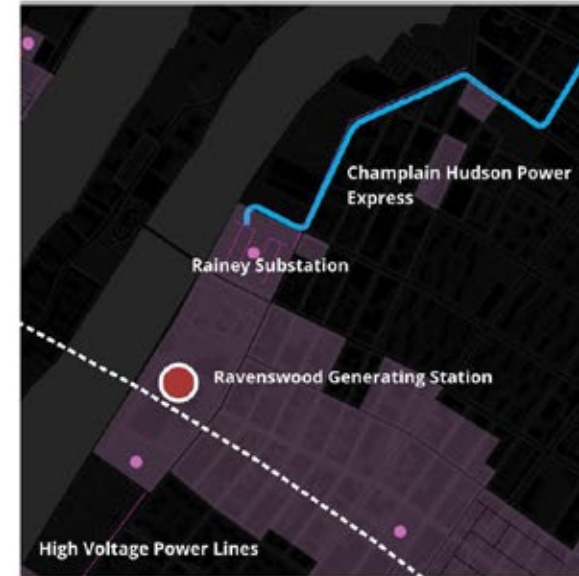 Champlain Hudson Power
Express
Rainey Substation
Ravenswood Generating Station
High Voltage Power Lines